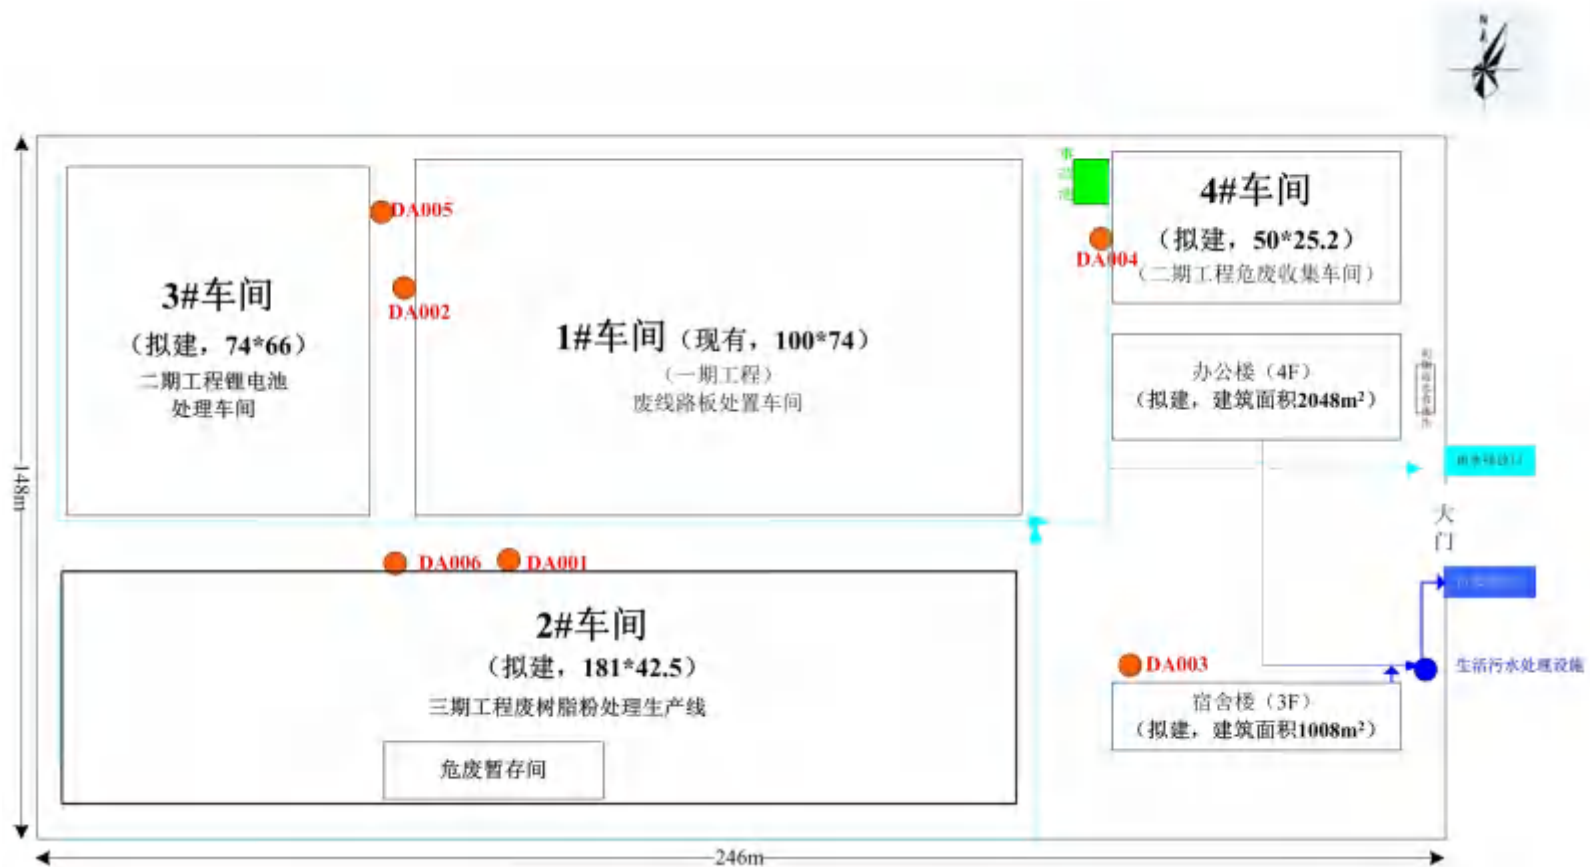 N
DA005
DA002
3#车间
（拟建，74*66）
二期工程锂电池
处理车间
1#车间（现有，100*74）
（一期工程）
废线路板处置车间
4#车间
（拟建，50*25.2）
（二期工程危废收集车间）
DA004
办公楼（4F）
（拟建，建筑面积2048m²）
大门
148m
DA006
DA001
2#车间
（拟建，181*42.5）
三期工程废树脂粉处理生产线
危废暂存间
DA003
生活污水处理设施
宿舍楼（3F）
（拟建，建筑面积1008m²）
246m